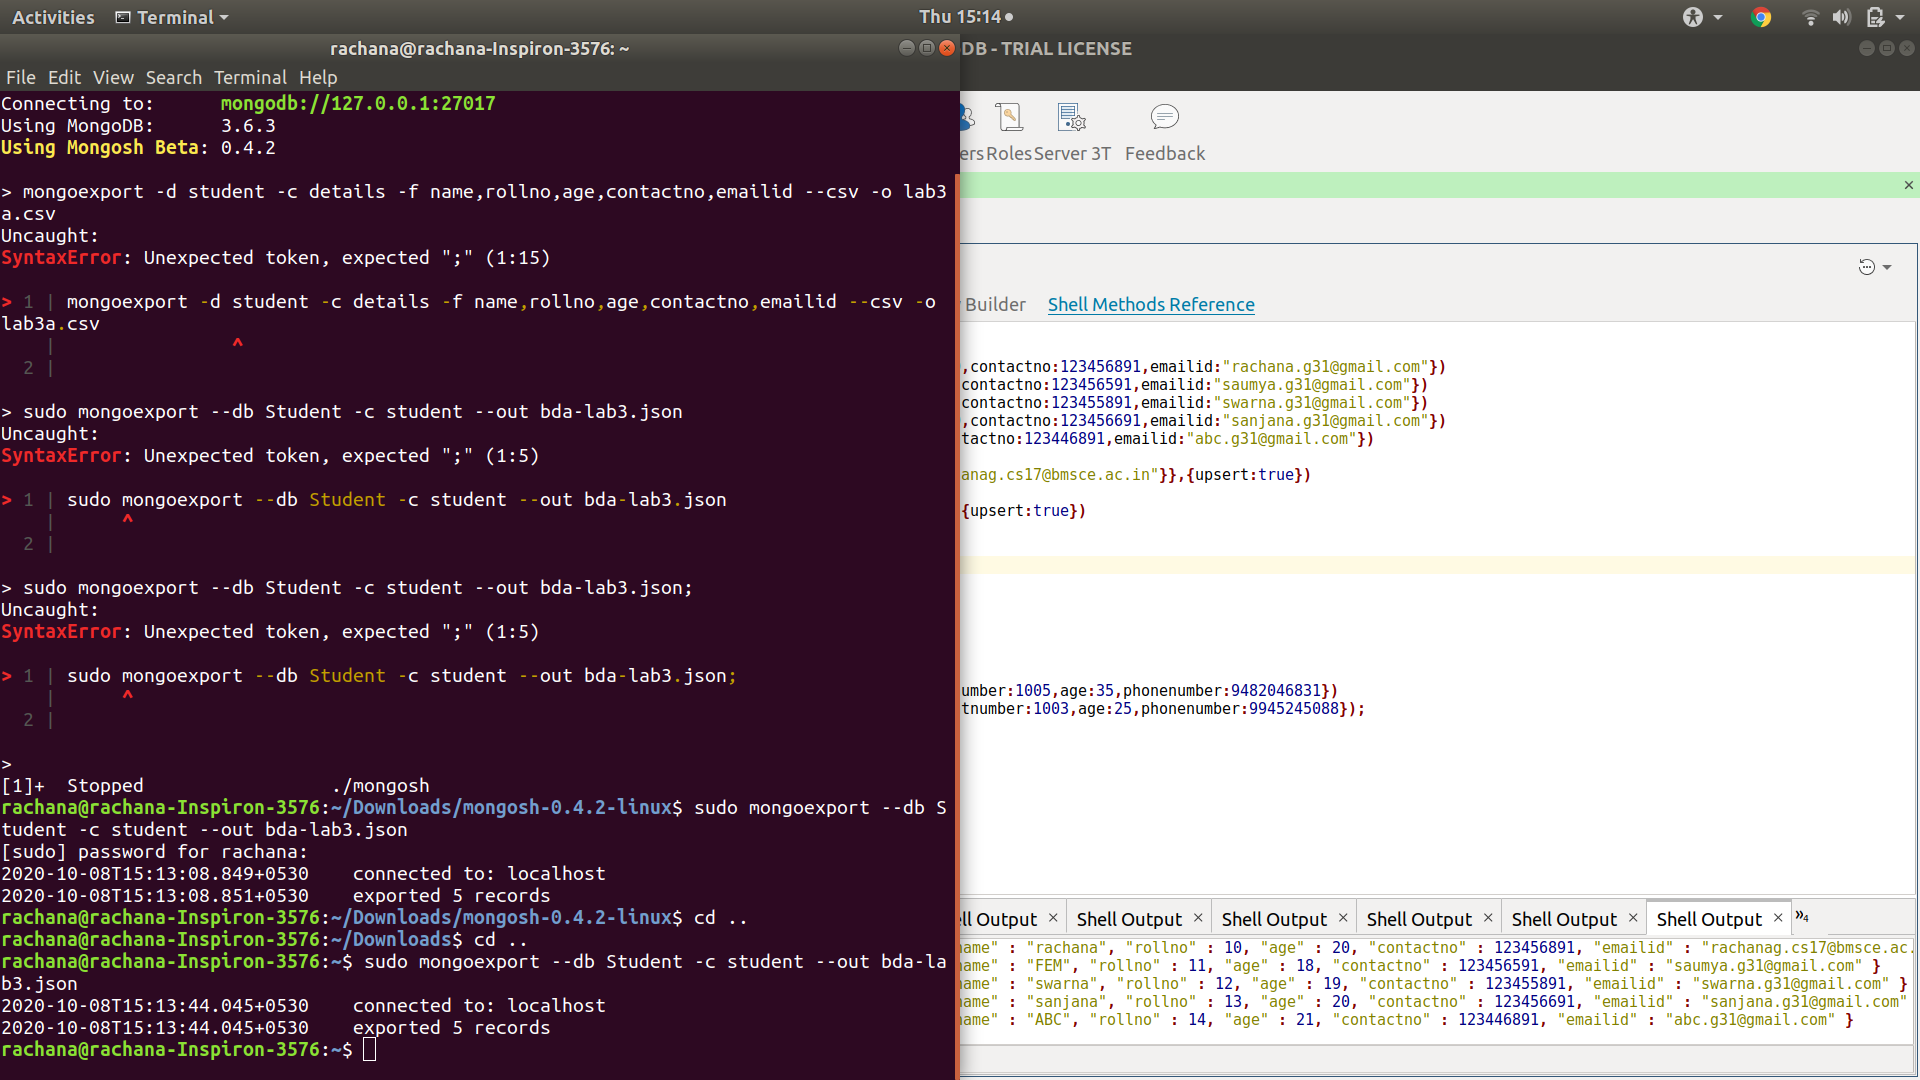 Activities Terminal Thu 15:14
rachana@rachana-Inspiron-3576: ~
DB - TRIAL LICENSE
File Edit View Search Terminal Help
Connecting to: mongodb://127.0.0.1:27017
Using MongoDB: 3.6.3
Using Mongosh Beta: 0.4.2
> mongoexport -d student -c details -f name,rollno,age,contactno,emailid --csv -o lab3
a.csv
Uncaught:
SyntaxError: Unexpected token, expected ";" (1:15)
> 1 | mongoexport -d student -c details -f name,rollno,age,contactno,emailid --csv -o
lab3a.csv
| ^
2 |
> sudo mongoexport --db Student -c student --out bda-lab3.json
Uncaught:
SyntaxError: Unexpected token, expected ";" (1:5)
> 1 | sudo mongoexport --db Student -c student --out bda-lab3.json
| ^
2 |
> sudo mongoexport --db Student -c student --out bda-lab3.json;
Uncaught:
SyntaxError: Unexpected token, expected ";" (1:5)
> 1 | sudo mongoexport --db Student -c student --out bda-lab3.json;
| ^
2 |
>
[1]+ Stopped ./mongosh
rachana@rachana-Inspiron-3576:~/Downloads/mongosh-0.4.2-linux$ sudo mongoexport --db S
tudent -c student --out bda-lab3.json
[sudo] password for rachana:
2020-10-08T15:13:08.849+0530 connected to: localhost
2020-10-08T15:13:08.851+0530 exported 5 records
rachana@rachana-Inspiron-3576:~/Downloads/mongosh-0.4.2-linux$ cd ..
rachana@rachana-Inspiron-3576:~/Downloads$ cd ..
rachana@rachana-Inspiron-3576:~$ sudo mongoexport --db Student -c student --out bda-la
b3.json
2020-10-08T15:13:44.045+0530 connected to: localhost
2020-10-08T15:13:44.045+0530 exported 5 records
rachana@rachana-Inspiron-3576:~$
ers Roles Server 3T Feedback
Builder Shell Methods Reference
,contactno:123456891,emailid:"rachana.g31@gmail.com"})
contactno:123456591,emailid:"saumya.g31@gmail.com"})
contactno:123455891,emailid:"swarna.g31@gmail.com"})
,contactno:123456691,emailid:"sanjana.g31@gmail.com"})
tactno:123446891,emailid:"abc.g31@gmail.com"})
anag.cs17@bmsce.ac.in"}},{upsert:true})
{upsert:true})
umber:1005,age:35,phonenumber:9482046831})
tnumber:1003,age:25,phonenumber:9945245088});
ll Output × Shell Output × Shell Output × Shell Output × Shell Output × Shell Output × »4
name" : "rachana", "rollno" : 10, "age" : 20, "contactno" : 123456891, "emailid" : "rachanag.cs17@bmsce.ac.
name" : "FEM", "rollno" : 11, "age" : 18, "contactno" : 123456591, "emailid" : "saumya.g31@gmail.com" }
name" : "swarna", "rollno" : 12, "age" : 19, "contactno" : 123455891, "emailid" : "swarna.g31@gmail.com" }
name" : "sanjana", "rollno" : 13, "age" : 20, "contactno" : 123456691, "emailid" : "sanjana.g31@gmail.com"
name" : "ABC", "rollno" : 14, "age" : 21, "contactno" : 123446891, "emailid" : "abc.g31@gmail.com" }